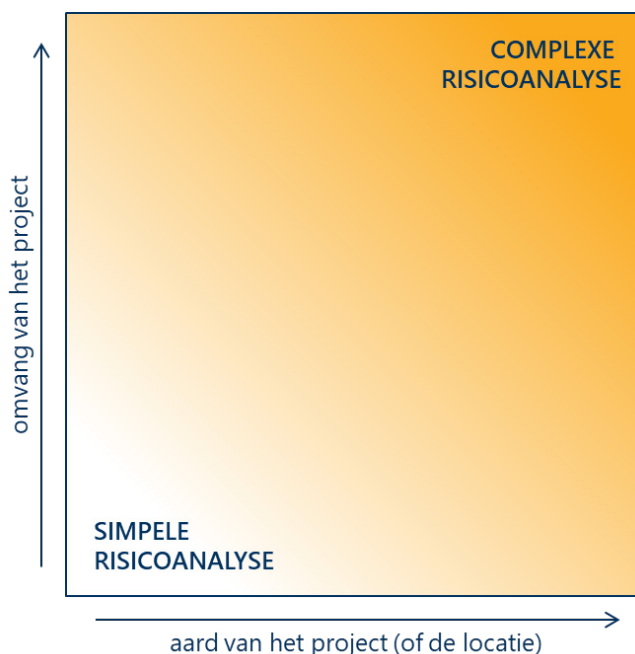 COMPLEXE
RISICOANALYSE
omvang van het project
SIMPELE
RISICOANALYSE
aard van het project (of de locatie)